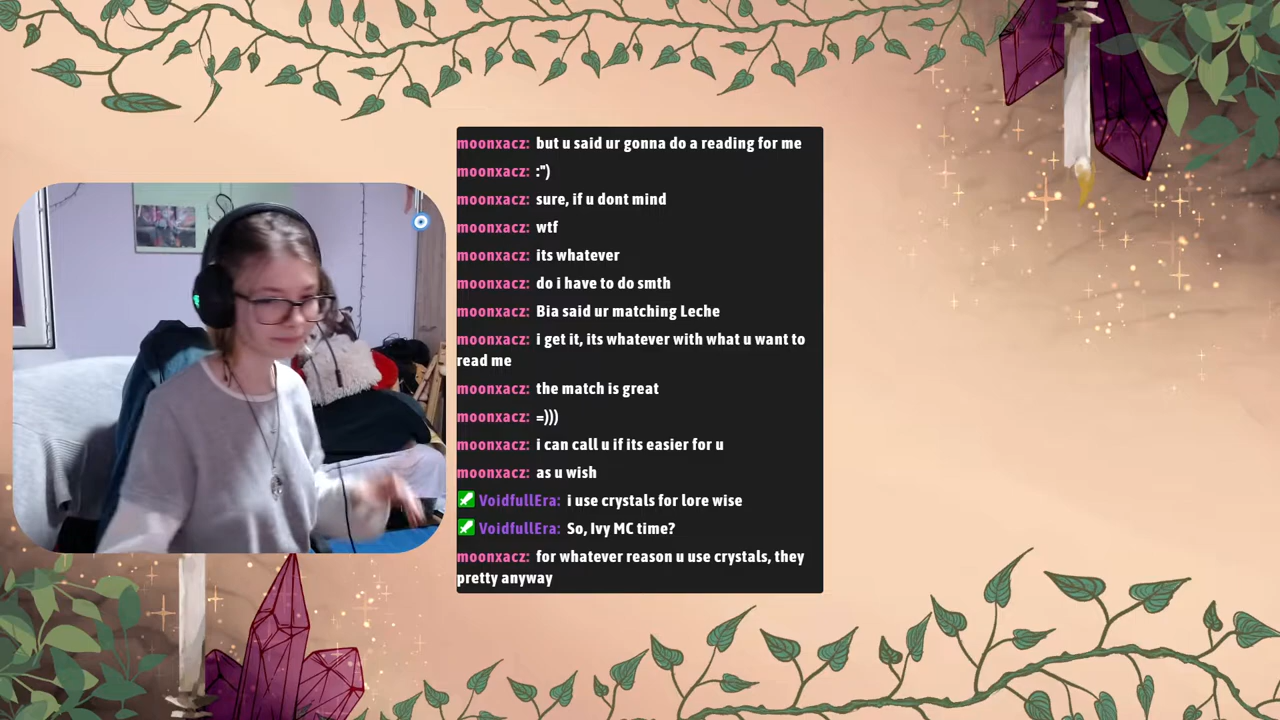 moonxacz: but u said ur gonna do a reading for me
moonxacz: :")
moonxacz: sure, if u dont mind
moonxacz: wtf
moonxacz: its whatever
moonxacz: do i have to do smth
moonxacz: Bia said ur matching Leche
moonxacz: i get it, its whatever with what u want to
read me
moonxacz: the match is great
moonxacz: =)))
moonxacz: i can call u if its easier for u
moonxacz: as u wish
VoidfullEra: i use crystals for lore wise
VoidfullEra: So, Ivy MC time?
moonxacz: for whatever reason u use crystals, they
pretty anyway